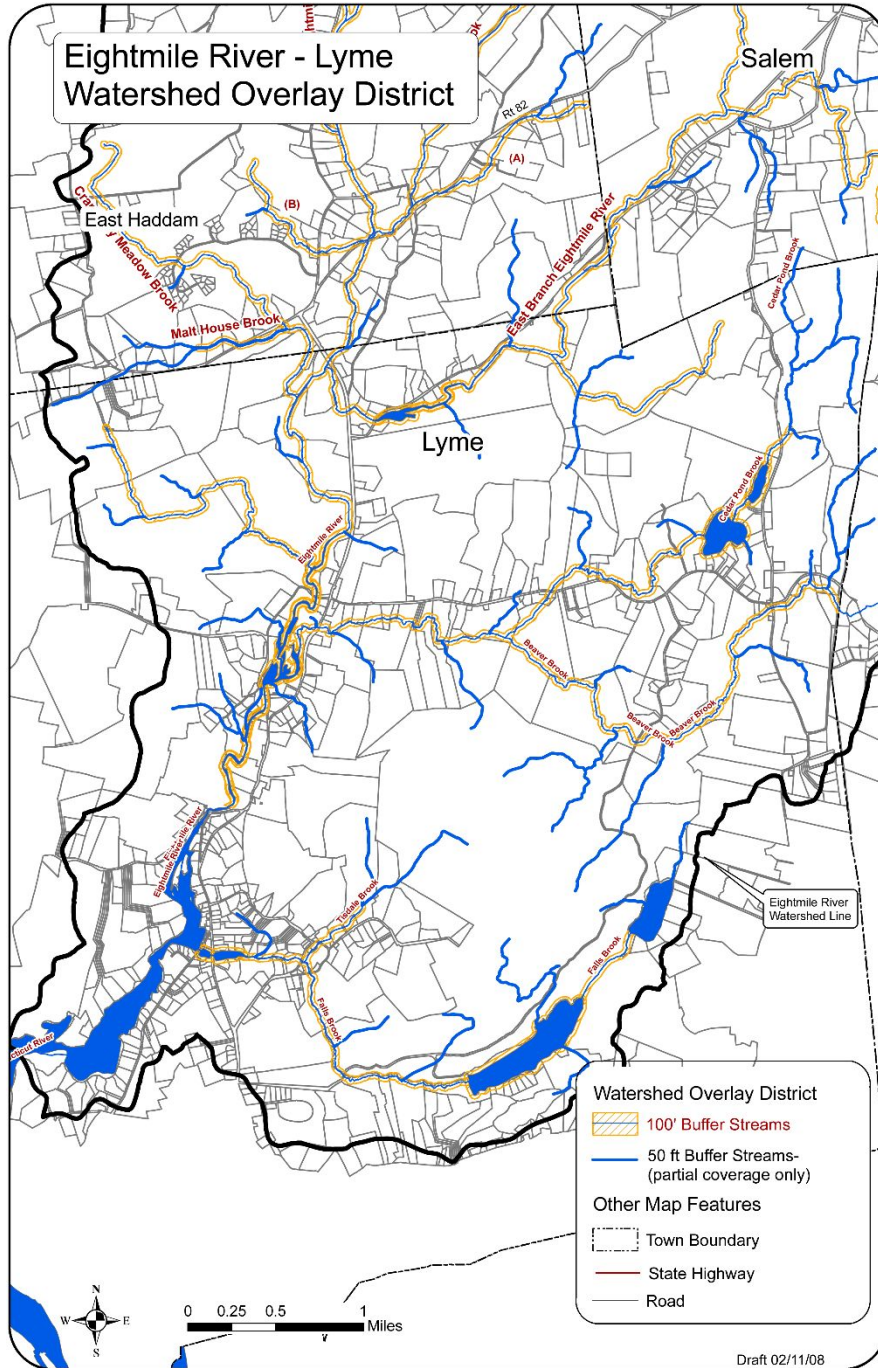 Eightmile River - Lyme
Watershed Overlay District
Salem
Rt 82
(A)
(B)
East Haddam
Meadow Brook
Malt House Brook
East Branch Eightmile River
Cedar Pond Brook
Lyme
Cedar Pond Brook
Eightmile River
Beaver Brook
Beaver Brook
Beaver Brook
Eightmile River
Tisdale Brook
Falls Brook
Falls Brook
Eightmile River
Watershed Line
cticut River
Watershed Overlay District
100' Buffer Streams
50 ft Buffer Streams-
(partial coverage only)
Other Map Features
Town Boundary
State Highway
Road
N
W E
S
0 0.25 0.5 1
Miles
Draft 02/11/08